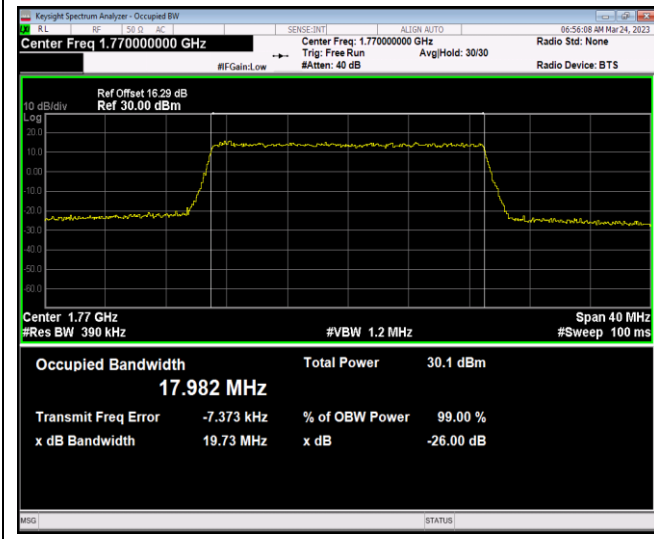 Keysight Spectrum Analyzer - Occupied BW
RL RF 50 Ω AC SENSE:INT ALIGN AUTO 06:56:08 AM Mar 24, 2023
Center Freq 1.770000000 GHz Center Freq: 1.770000000 GHz Radio Std: None
Trig: Free Run Avg|Hold: 30/30
#IFGain:Low #Atten: 40 dB Radio Device: BTS
Ref Offset 16.29 dB
10 dB/div Ref 30.00 dBm
Log
20.0
10.0
0.00
-10.0
-20.0
-30.0
-40.0
-50.0
-60.0
Center 1.77 GHz Span 40 MHz
#Res BW 390 kHz #VBW 1.2 MHz #Sweep 100 ms
Occupied Bandwidth Total Power 30.1 dBm
17.982 MHz
Transmit Freq Error -7.373 kHz % of OBW Power 99.00 %
x dB Bandwidth 19.73 MHz x dB -26.00 dB
MSG STATUS